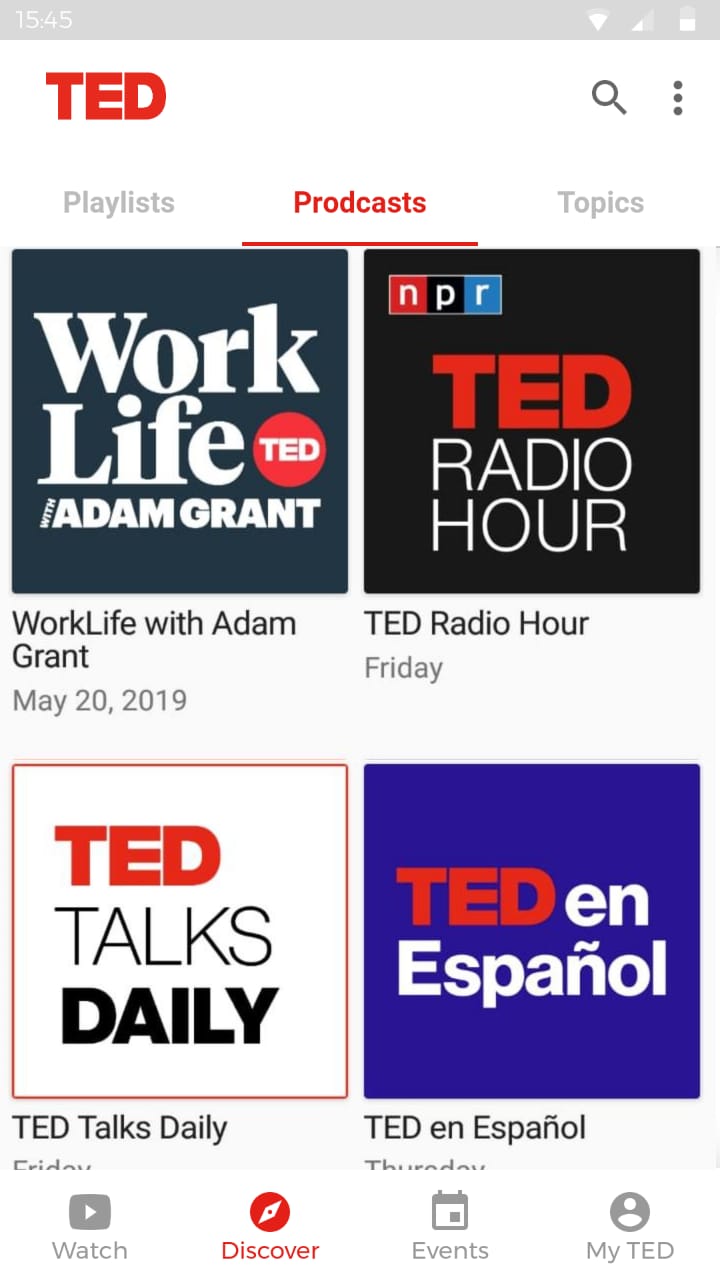 15:45
TED
Playlists
Prodcasts
Topics
Work
Life TED
WITH ADAM GRANT
npr
TED
RADIO
HOUR
WorkLife with Adam
Grant
May 20, 2019
TED Radio Hour
Friday
TED
TALKS
DAILY
TED en
Español
TED Talks Daily
Friday
TED en Español
Thursday
Watch
Discover
Events
My TED